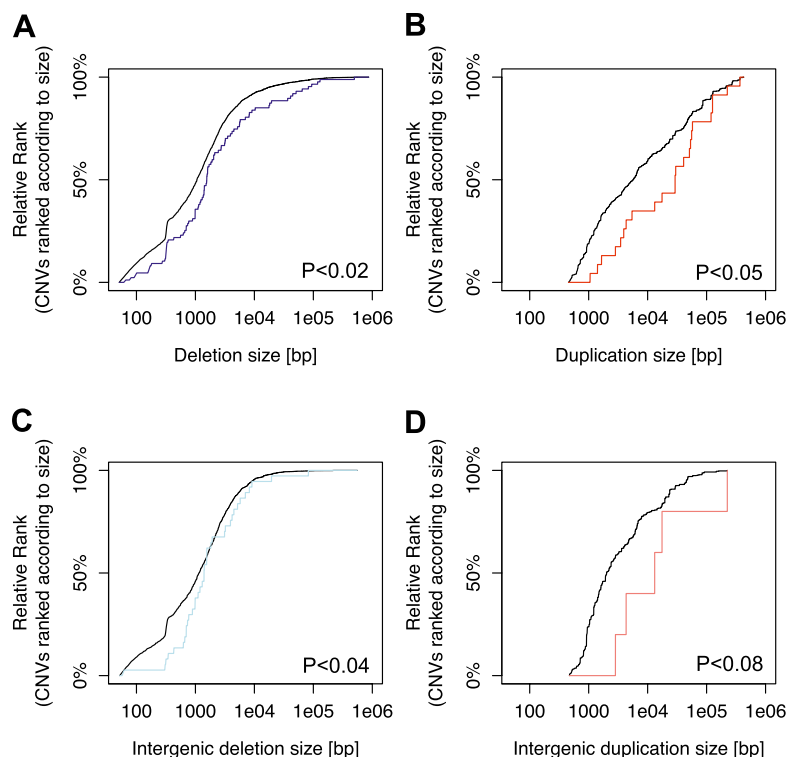 A
Relative Rank
(CNVs ranked according to size)
100%
50%
0%
P<0.02
100 1000 1e04 1e05 1e06
Deletion size [bp]
B
Relative Rank
(CNVs ranked according to size)
100%
50%
0%
P<0.05
100 1000 1e04 1e05 1e06
Duplication size [bp]
C
Relative Rank
(CNVs ranked according to size)
100%
50%
0%
P<0.04
100 1000 1e04 1e05 1e06
Intergenic deletion size [bp]
D
Relative Rank
(CNVs ranked according to size)
100%
50%
0%
P<0.08
100 1000 1e04 1e05 1e06
Intergenic duplication size [bp]